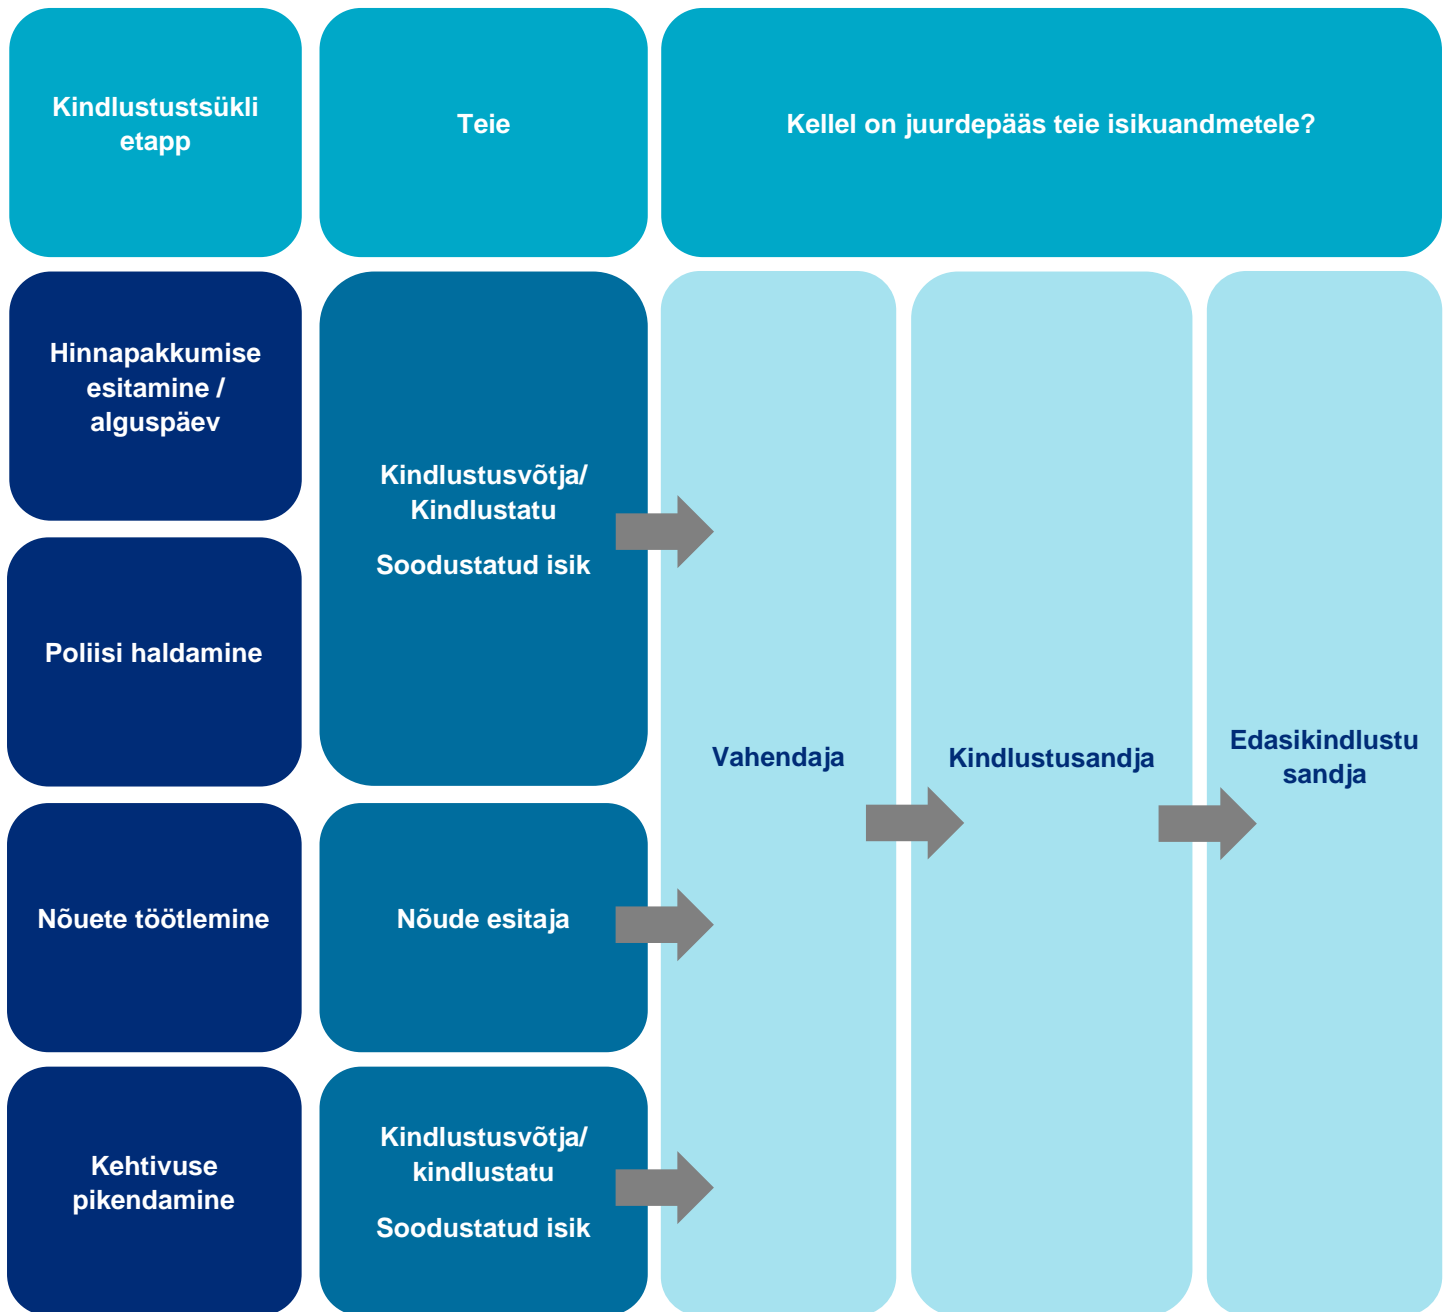 Kindlustustsükli
etapp
Teie
Kellel on juurdepääs teie isikuandmetele?
Hinnapakkumise
esitamine /
alguspäev
Kindlustusvõtja/
Kindlustatu
Soodustatud isik
Poliisi haldamine
Vahendaja
Kindlustusandja
Edasikindlustu
sandja
Nõuete töötlemine
Nõude esitaja
Kehtivuse
pikendamine
Kindlustusvõtja/
kindlustatu
Soodustatud isik